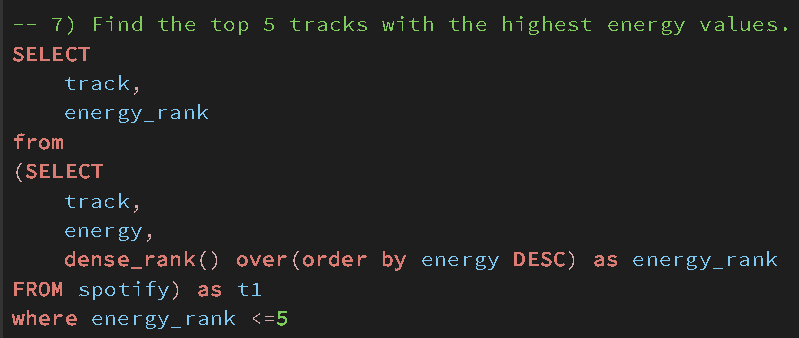 -- 7) Find the top 5 tracks with the highest energy values.
SELECT
    track,
    energy_rank
from
(SELECT
    track,
    energy,
    dense_rank() over(order by energy DESC) as energy_rank
FROM spotify) as t1
where energy_rank <=5